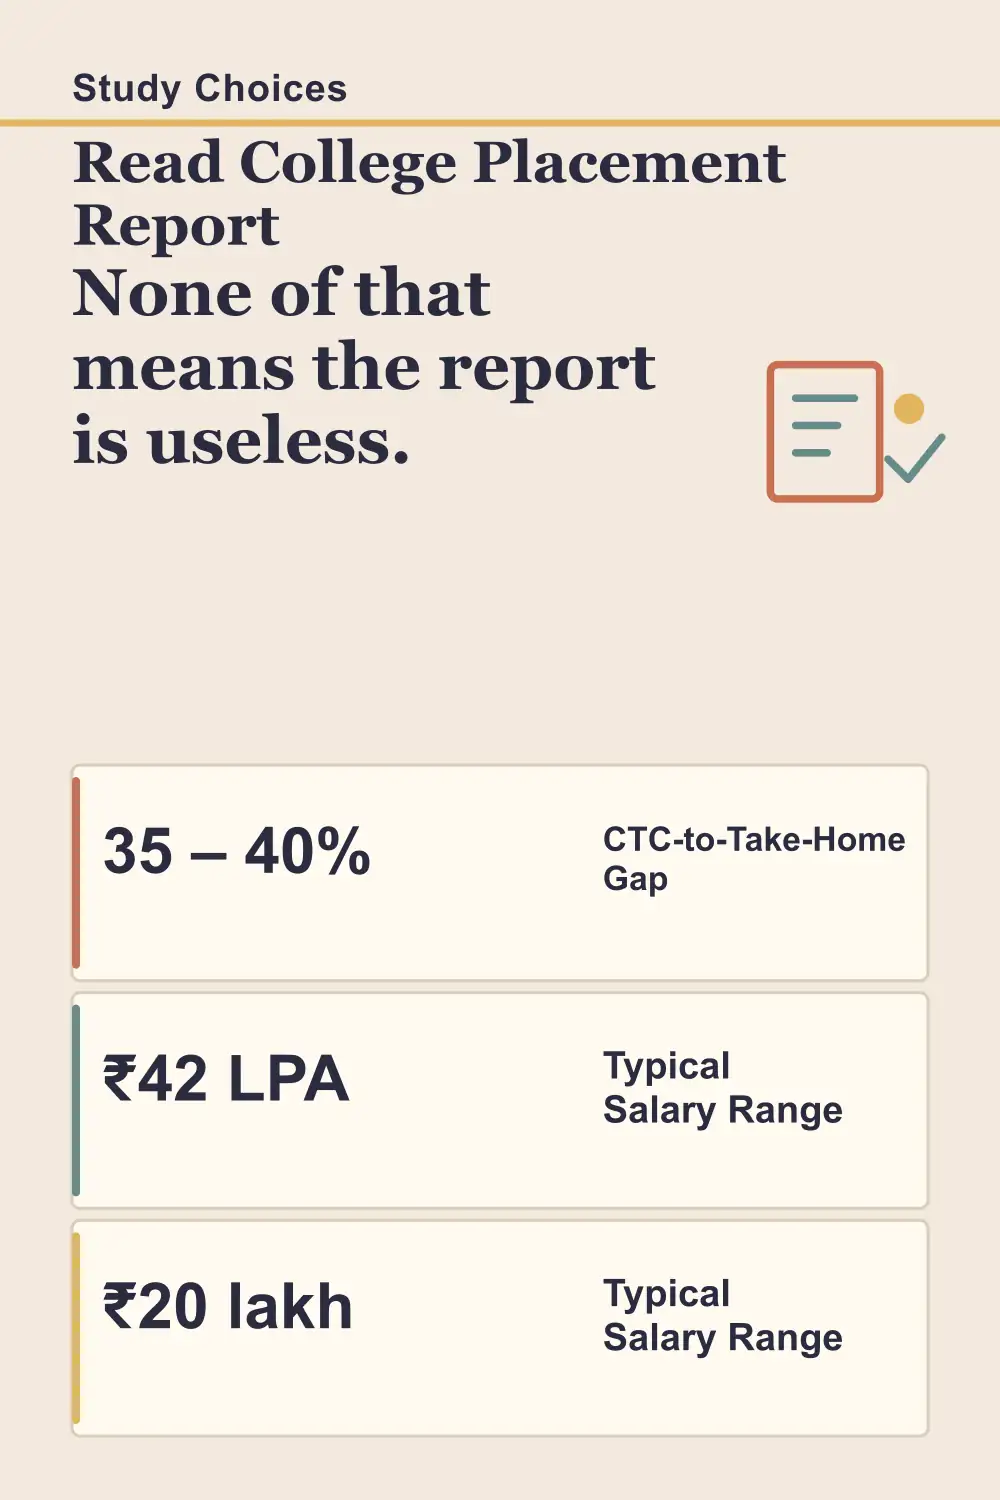 Study Choices
Read College Placement
Report
None of that
means the report
is useless.
35 – 40%
CTC-to-Take-Home
Gap
₹42 LPA
Typical
Salary Range
₹20 lakh
Typical
Salary Range